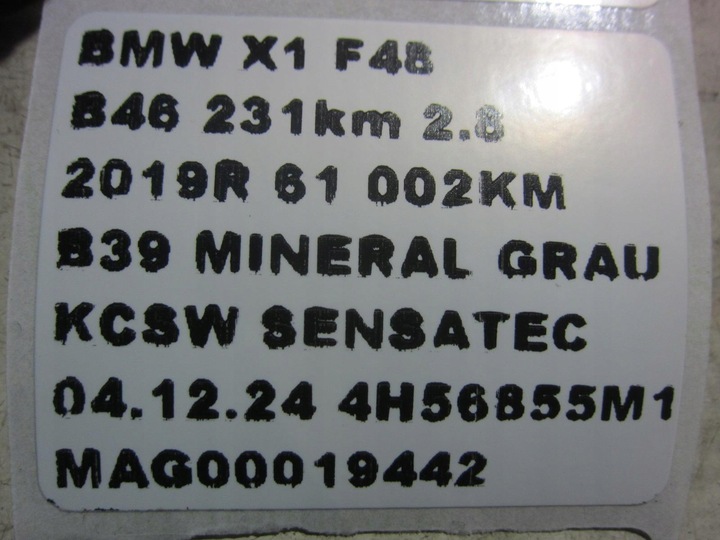 BMW X1 F48
B46 231km 2.8
2019R 61 002KM
B39 MINERAL GRAU
KCSW SENSATEC
04.12.24 4H56855M1
MAG00019442